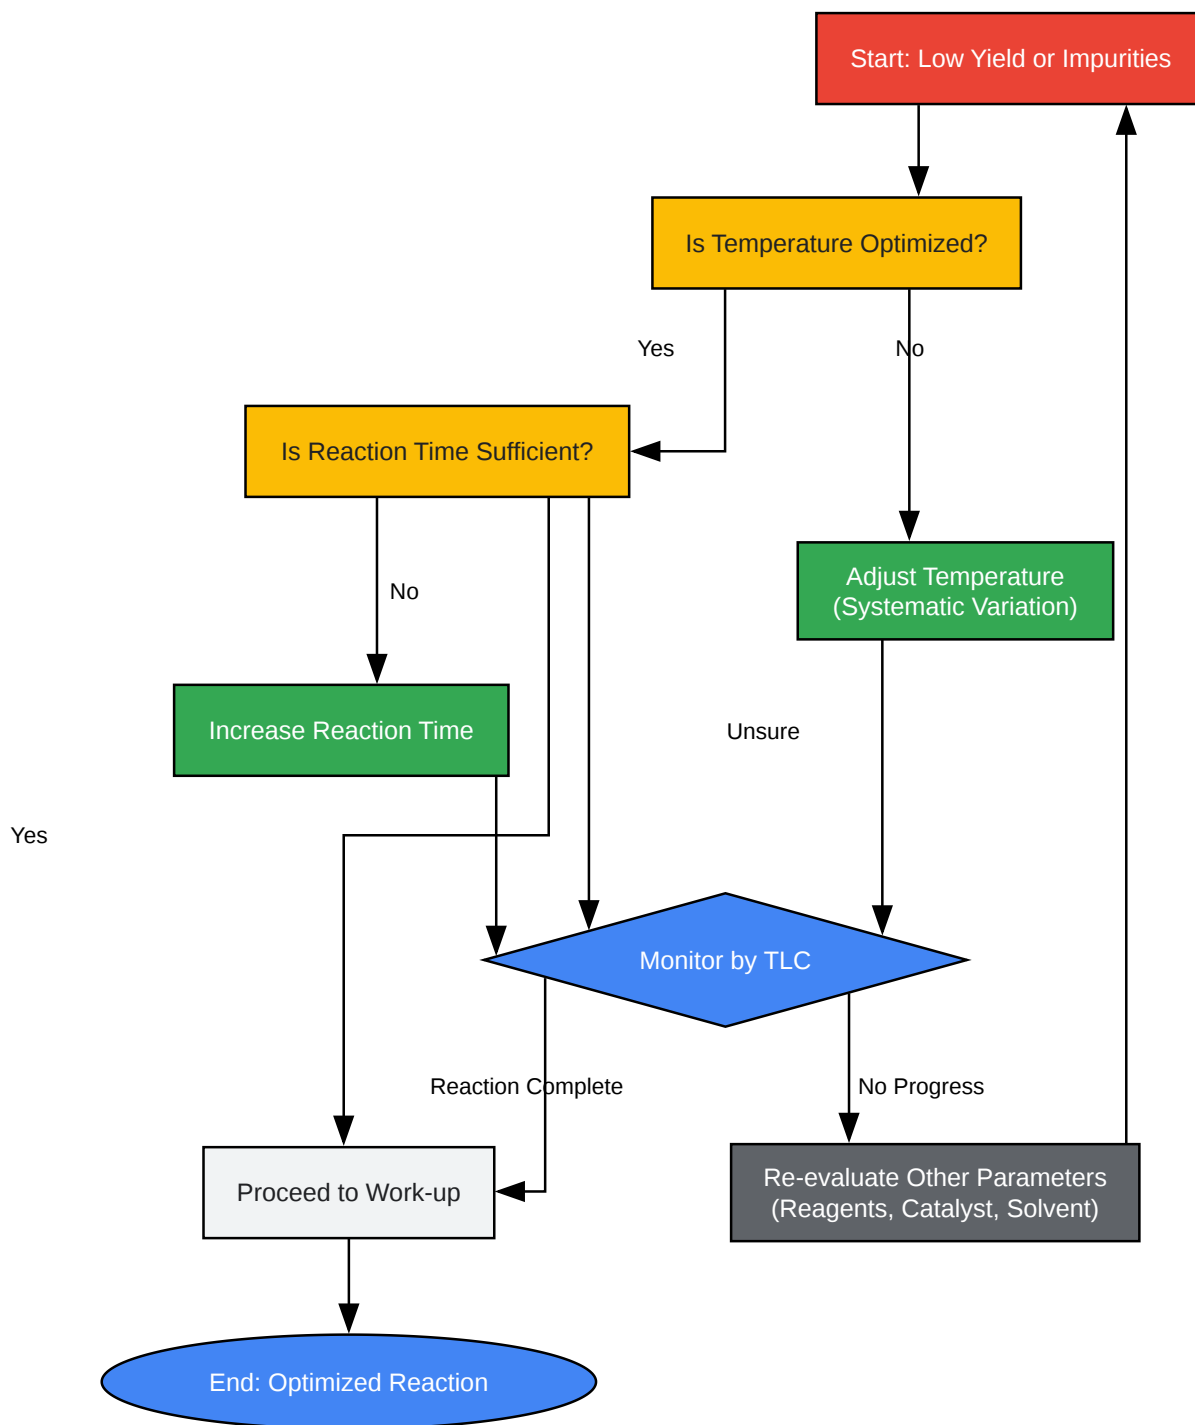 Start: Low Yield or Impurities
Is Temperature Optimized?
Yes
No
Is Reaction Time Sufficient?
Adjust Temperature
(Systematic Variation)
No
Increase Reaction Time
Unsure
Yes
Monitor by TLC
Reaction Complete
No Progress
Proceed to Work-up
Re-evaluate Other Parameters
(Reagents, Catalyst, Solvent)
End: Optimized Reaction